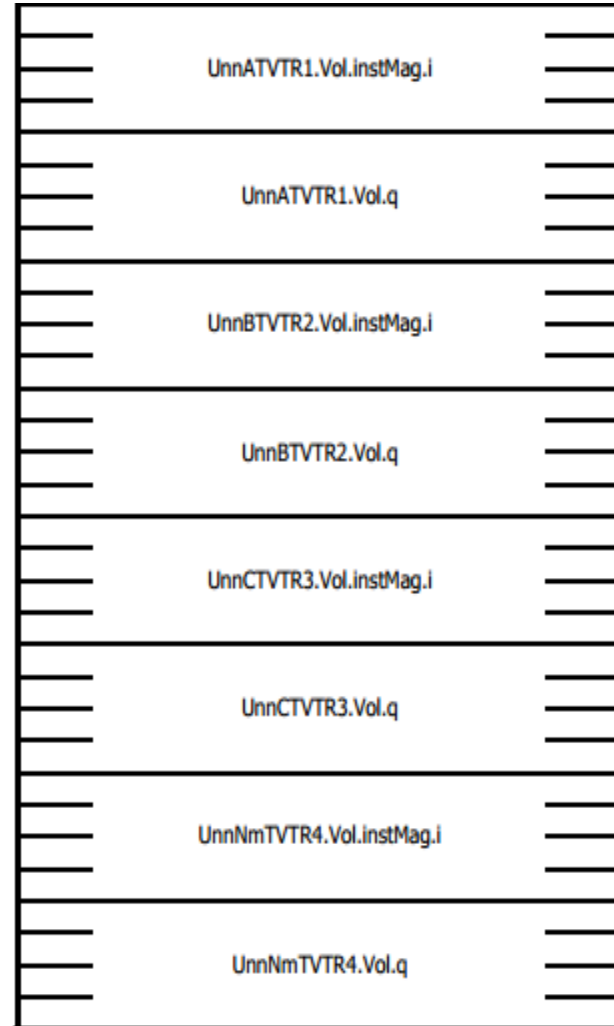 UnnATVTR1.Vol.instMag.i
UnnATVTR1.Vol.q
UnnBTVTR2.Vol.instMag.i
UnnBTVTR2.Vol.q
UnnCTVTR3.Vol.instMag.i
UnnCTVTR3.Vol.q
UnnNmTVTR4.Vol.instMag.i
UnnNmTVTR4.Vol.q